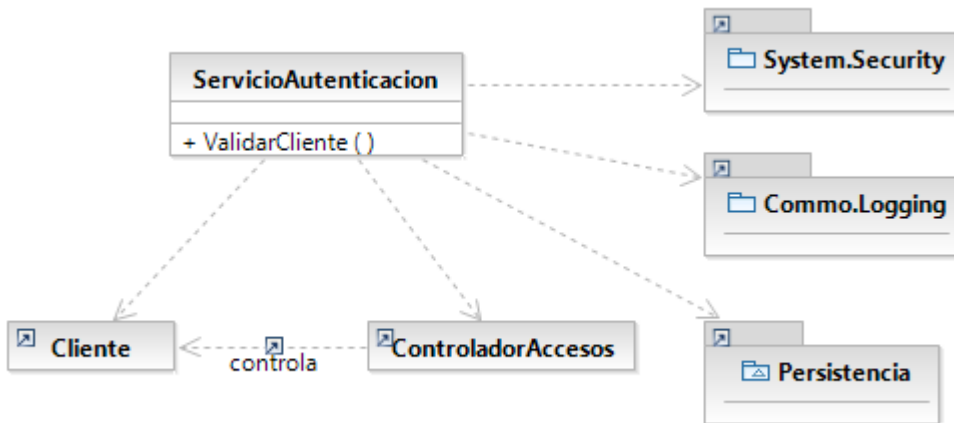 ServicioAutenticacion
+ ValidarCliente ( )
System.Security
Commo.Logging
Cliente
controla
ControladorAccesos
Persistencia